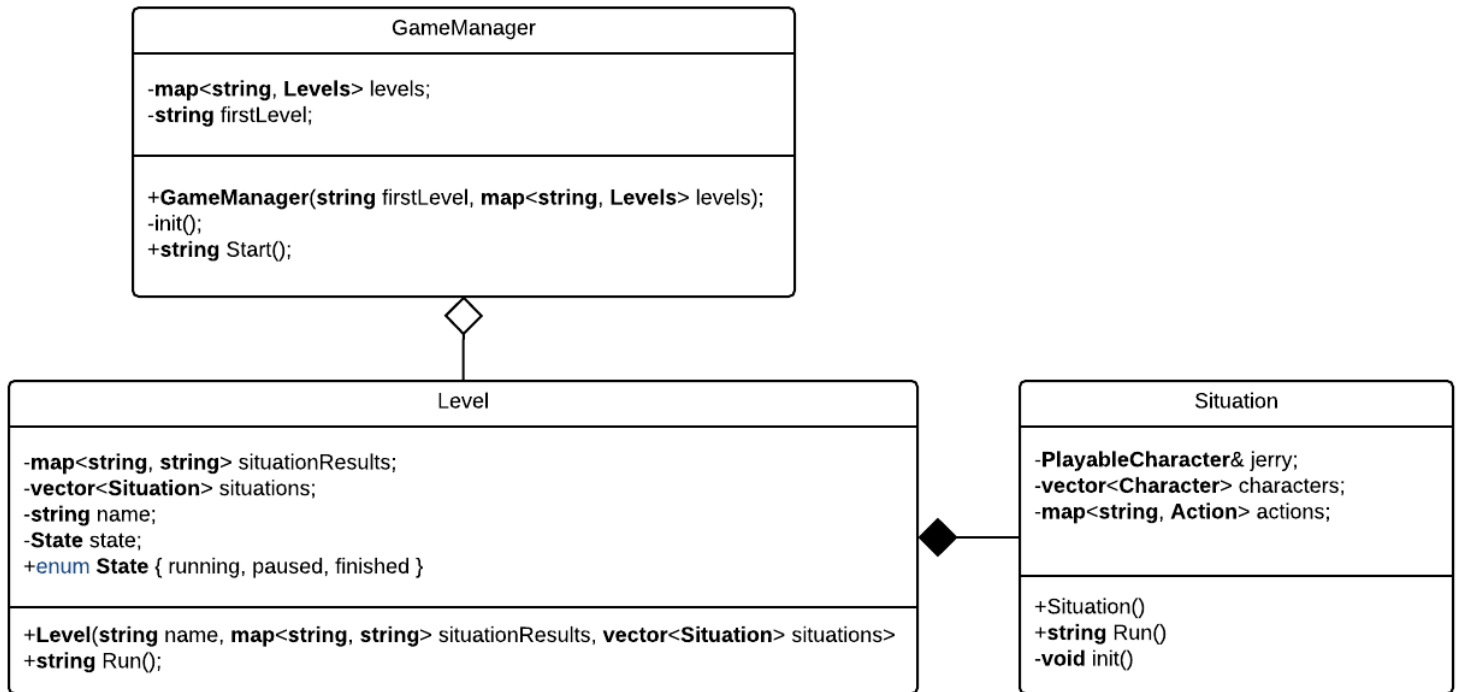 GameManager
-map<string, Levels> levels;
-string firstLevel;
+GameManager(string firstLevel, map<string, Levels> levels);
-init();
+string Start();
Level
-map<string, string> situationResults;
-vector<Situation> situations;
-string name;
-State state;
+enum State { running, paused, finished }
+Level(string name, map<string, string> situationResults, vector<Situation> situations>
+string Run();
Situation
-PlayableCharacter& jerry;
-vector<Character> characters;
-map<string, Action> actions;
+Situation()
+string Run()
-void init()